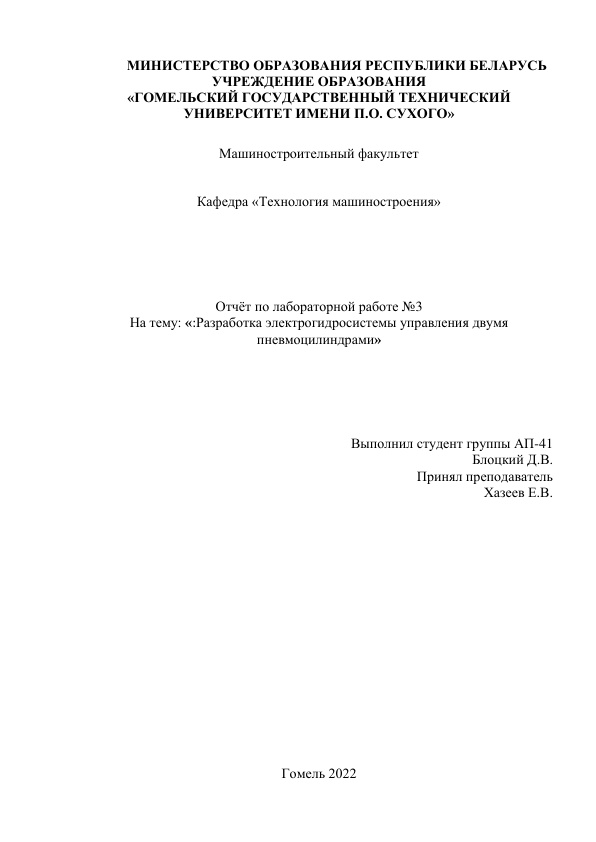 МИНИСТЕРСТВО ОБРАЗОВАНИЯ РЕСПУБЛИКИ БЕЛАРУСЬ
УЧРЕЖДЕНИЕ ОБРАЗОВАНИЯ
«ГОМЕЛЬСКИЙ ГОСУДАРСТВЕННЫЙ ТЕХНИЧЕСКИЙ
УНИВЕРСИТЕТ ИМЕНИ П.О. СУХОГО»
Машиностроительный факультет
Кафедра «Технология машиностроения»
Отчёт по лабораторной работе №3
На тему: «:Разработка электрогидросистемы управления двумя
пневмоцилиндрами»
Выполнил студент группы АП-41
Блоцкий Д.В.
Принял преподаватель
Хазеев Е.В.
Гомель 2022